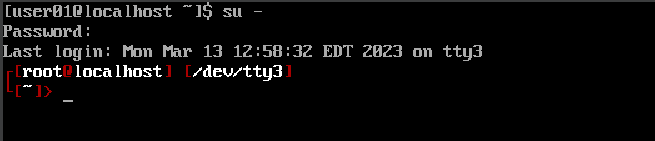 [user01@localhost ~]$ su -
Password:
Last login: Mon Mar 13 12:58:32 EDT 2023 on tty3
┌[root@localhost] [/dev/tty3]
└[~]> _